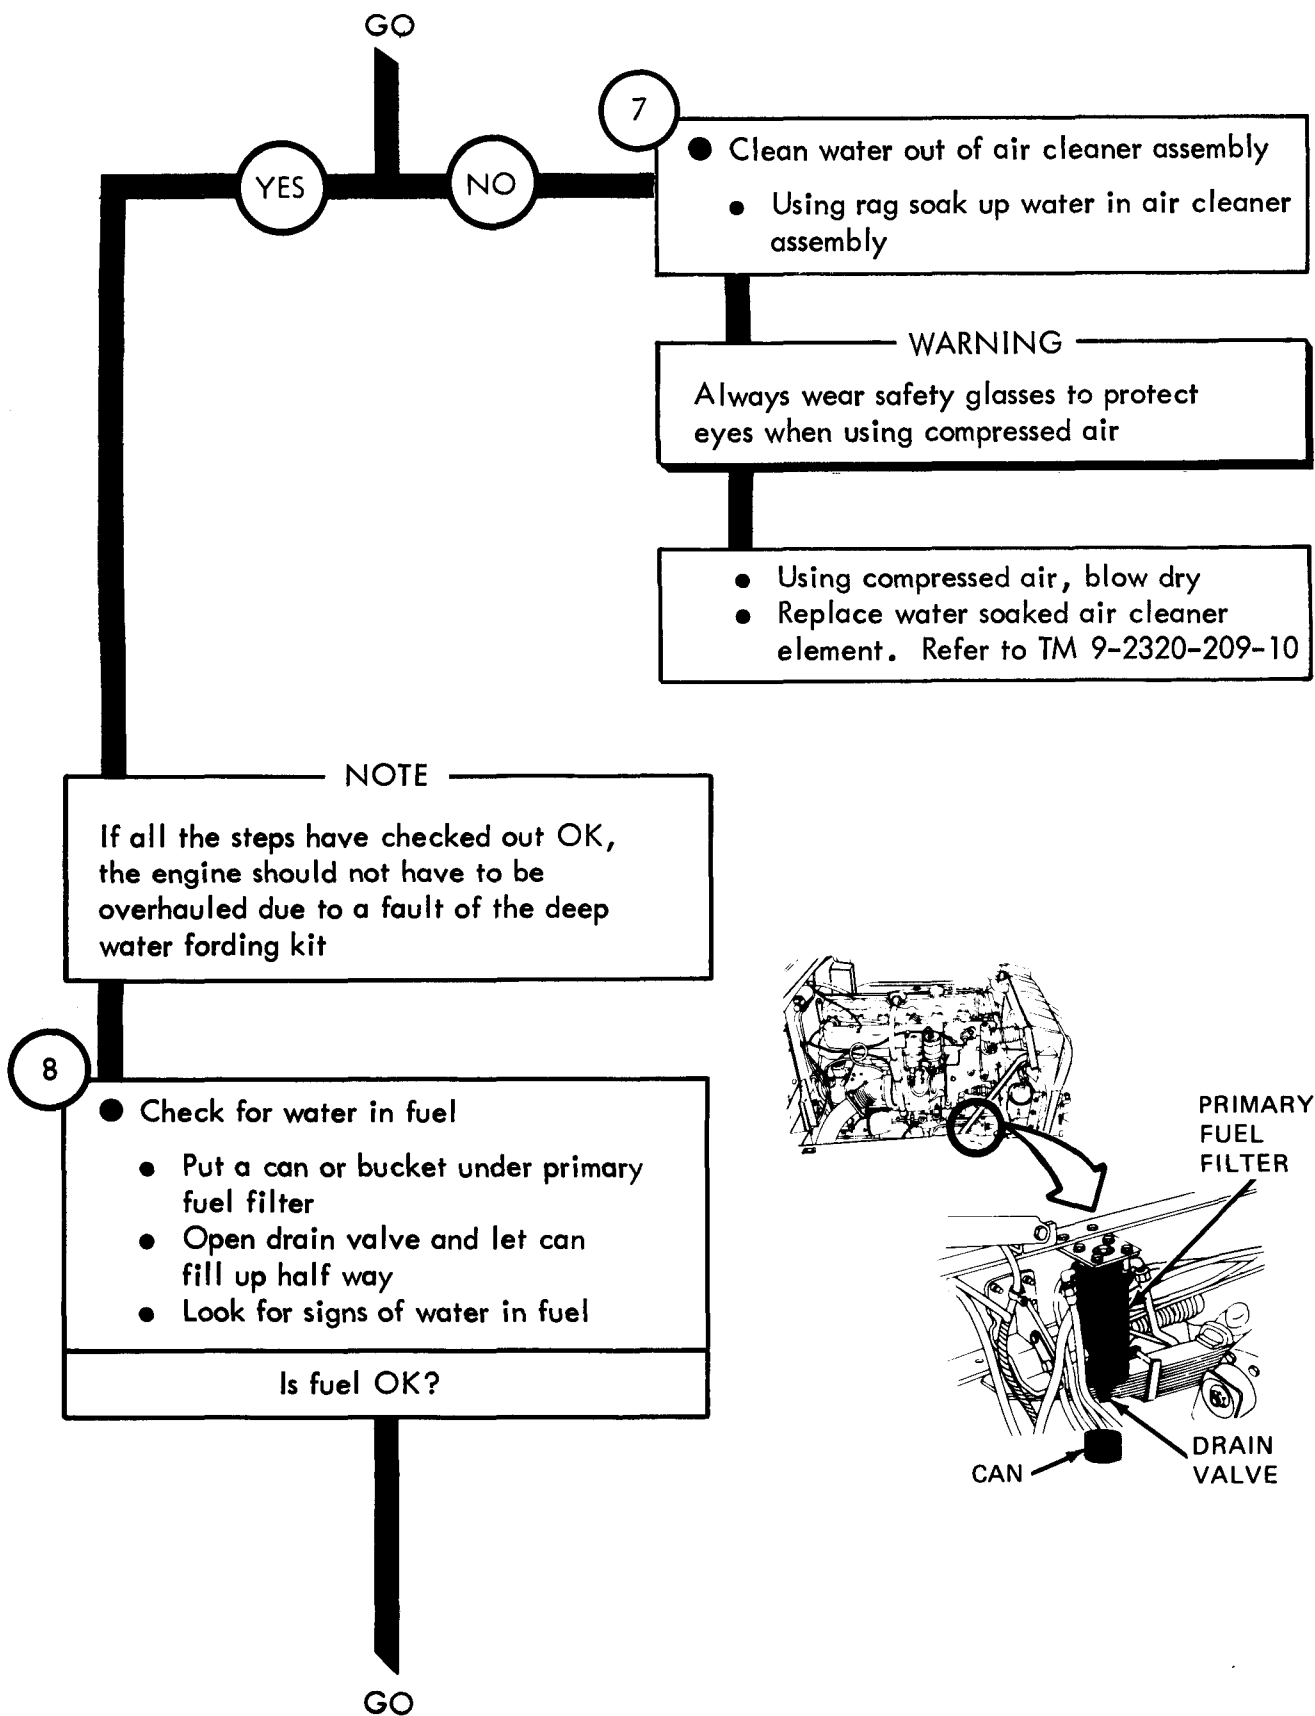 GO
YES
NO
7
● Clean water out of air cleaner assembly
● Using rag soak up water in air cleaner
assembly
WARNING
Always wear safety glasses to protect
eyes when using compressed air
● Using compressed air, blow dry
● Replace water soaked air cleaner
element. Refer to TM 9-2320-209-10
NOTE
If all the steps have checked out OK,
the engine should not have to be
overhauled due to a fault of the deep
water fording kit
8
● Check for water in fuel
● Put a can or bucket under primary
fuel filter
● Open drain valve and let can
fill up half way
● Look for signs of water in fuel
Is fuel OK?
PRIMARY
FUEL
FILTER
DRAIN
VALVE
CAN
GO